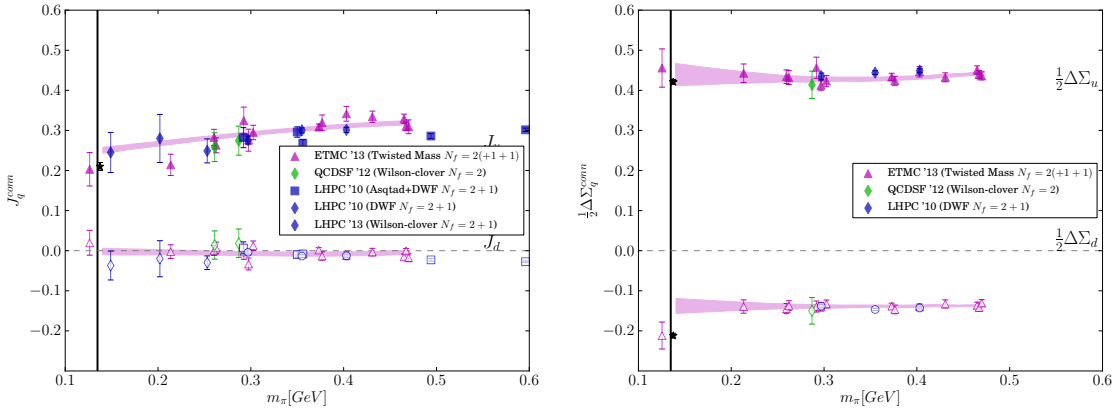 0.6
0.5
0.4
0.3
0.2
0.1
0.0
−0.1
−0.2
0.1 0.2 0.3 0.4 0.5 0.6
J_q^{conn}
m_π[GeV]
J_u
ETMC '13 (Twisted Mass N_f = 2(+1+1)
QCDSF '12 (Wilson-clover N_f = 2)
LHPC '10 (Asqtad+DWF N_f = 2+1)
LHPC '10 (DWF N_f = 2+1)
LHPC '13 (Wilson-clover N_f = 2+1)
J_d
0.6
0.5
0.4
0.3
0.2
0.1
0.0
−0.1
−0.2
0.1 0.2 0.3 0.4 0.5 0.6
½ΔΣ_q^{conn}
m_π[GeV]
½ΔΣ_u
ETMC '13 (Twisted Mass N_f = 2(+1+1)
QCDSF '12 (Wilson-clover N_f = 2)
LHPC '10 (DWF N_f = 2+1)
½ΔΣ_d